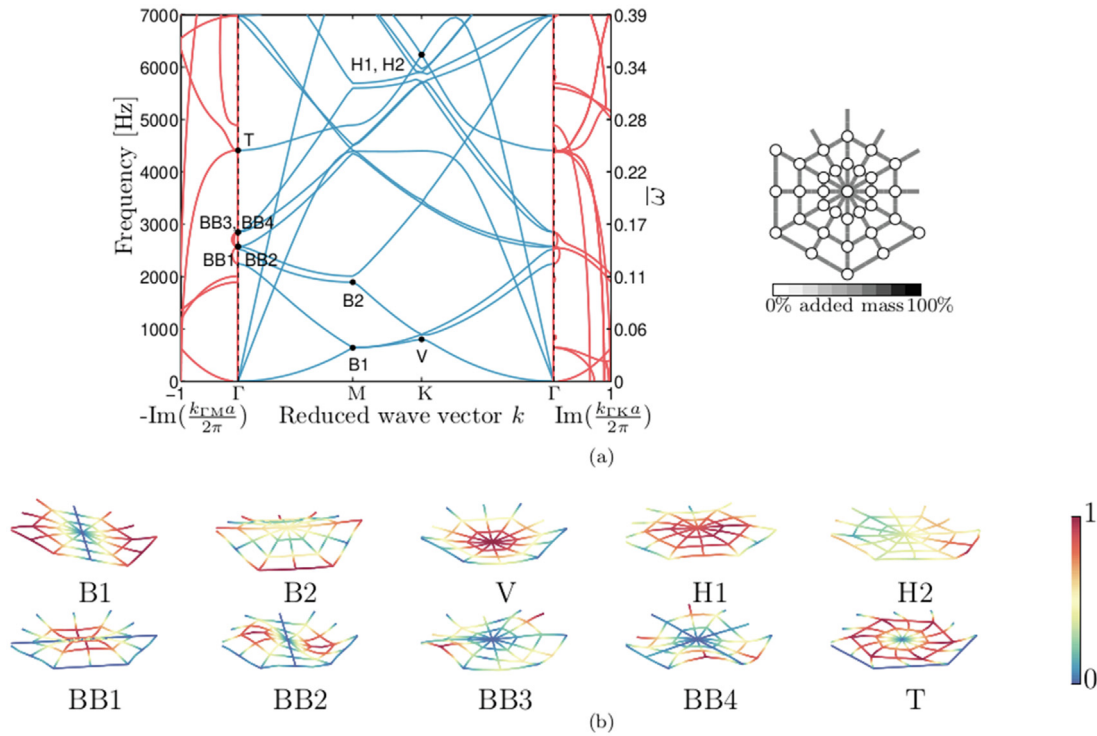 7000
6000
5000
4000
3000
2000
1000
0
Frequency [Hz]
H1, H2
T
BB3, BB4
BB1, BB2
B2
B1
V
0.39
0.34
0.28
0.22
0.17
0.11
0.06
0
ω̅
−1
Γ
M
K
Γ
1
-Im(k_ΓM a / 2π)
Reduced wave vector k
Im(k_ΓK a / 2π)
0% added mass 100%
(a)
B1
B2
V
H1
H2
BB1
BB2
BB3
BB4
T
1
0
(b)